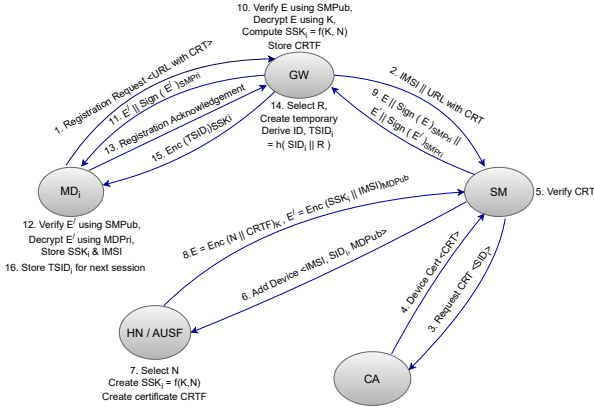 10. Verify E using SMPub,
Decrypt E using K,
Compute SSKi = f(K, N)
Store CRTF
GW
1. Registration Request <URL with CRT>
11. E/ || Sign (E/)SMPri
13. Registration Acknowledgement
15. Enc (TSIDi)SSKi
14. Select R,
Create temporary
Derive ID, TSIDi
= h( SIDi || R )
2. IMSI || URL with CRT
9. E || Sign ( E )SMPri ||
E/ || Sign ( E/ )SMPri
MDi
12. Verify E/ using SMPub,
Decrypt E/ using MDPri,
Store SSKi & IMSI
16. Store TSIDi for next session
SM
5. Verify CRT
8.E = Enc (N || CRTF)K , E/ = Enc (SSKi || IMSI)MDPub
6. Add Device <IMSI, SIDi, MDPub>
4. Device Cert <CRT>
3. Request CRT <SIDi>
HN / AUSF
7. Select N
Create SSKi = f(K,N)
Create certificate CRTF
CA